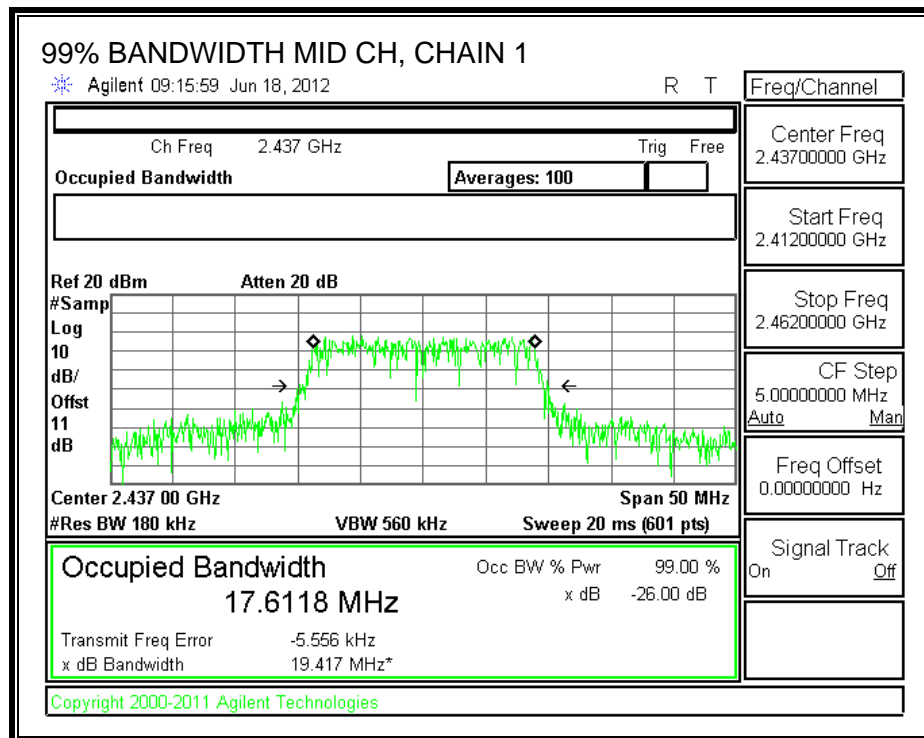 99% BANDWIDTH MID CH, CHAIN 1
Agilent 09:15:59 Jun 18, 2012 R T
Freq/Channel
Ch Freq 2.437 GHz Trig Free
Occupied Bandwidth Averages: 100
Center Freq
2.43700000 GHz
Start Freq
2.41200000 GHz
Stop Freq
2.46200000 GHz
CF Step
5.00000000 MHz
Auto Man
Freq Offset
0.00000000 Hz
Signal Track
On Off
Ref 20 dBm Atten 20 dB
#Samp
Log
10
dB/
Offst
11
dB
Center 2.437 00 GHz Span 50 MHz
#Res BW 180 kHz VBW 560 kHz Sweep 20 ms (601 pts)
Occupied Bandwidth Occ BW % Pwr 99.00 %
17.6118 MHz x dB -26.00 dB
Transmit Freq Error -5.556 kHz
x dB Bandwidth 19.417 MHz*
Copyright 2000-2011 Agilent Technologies